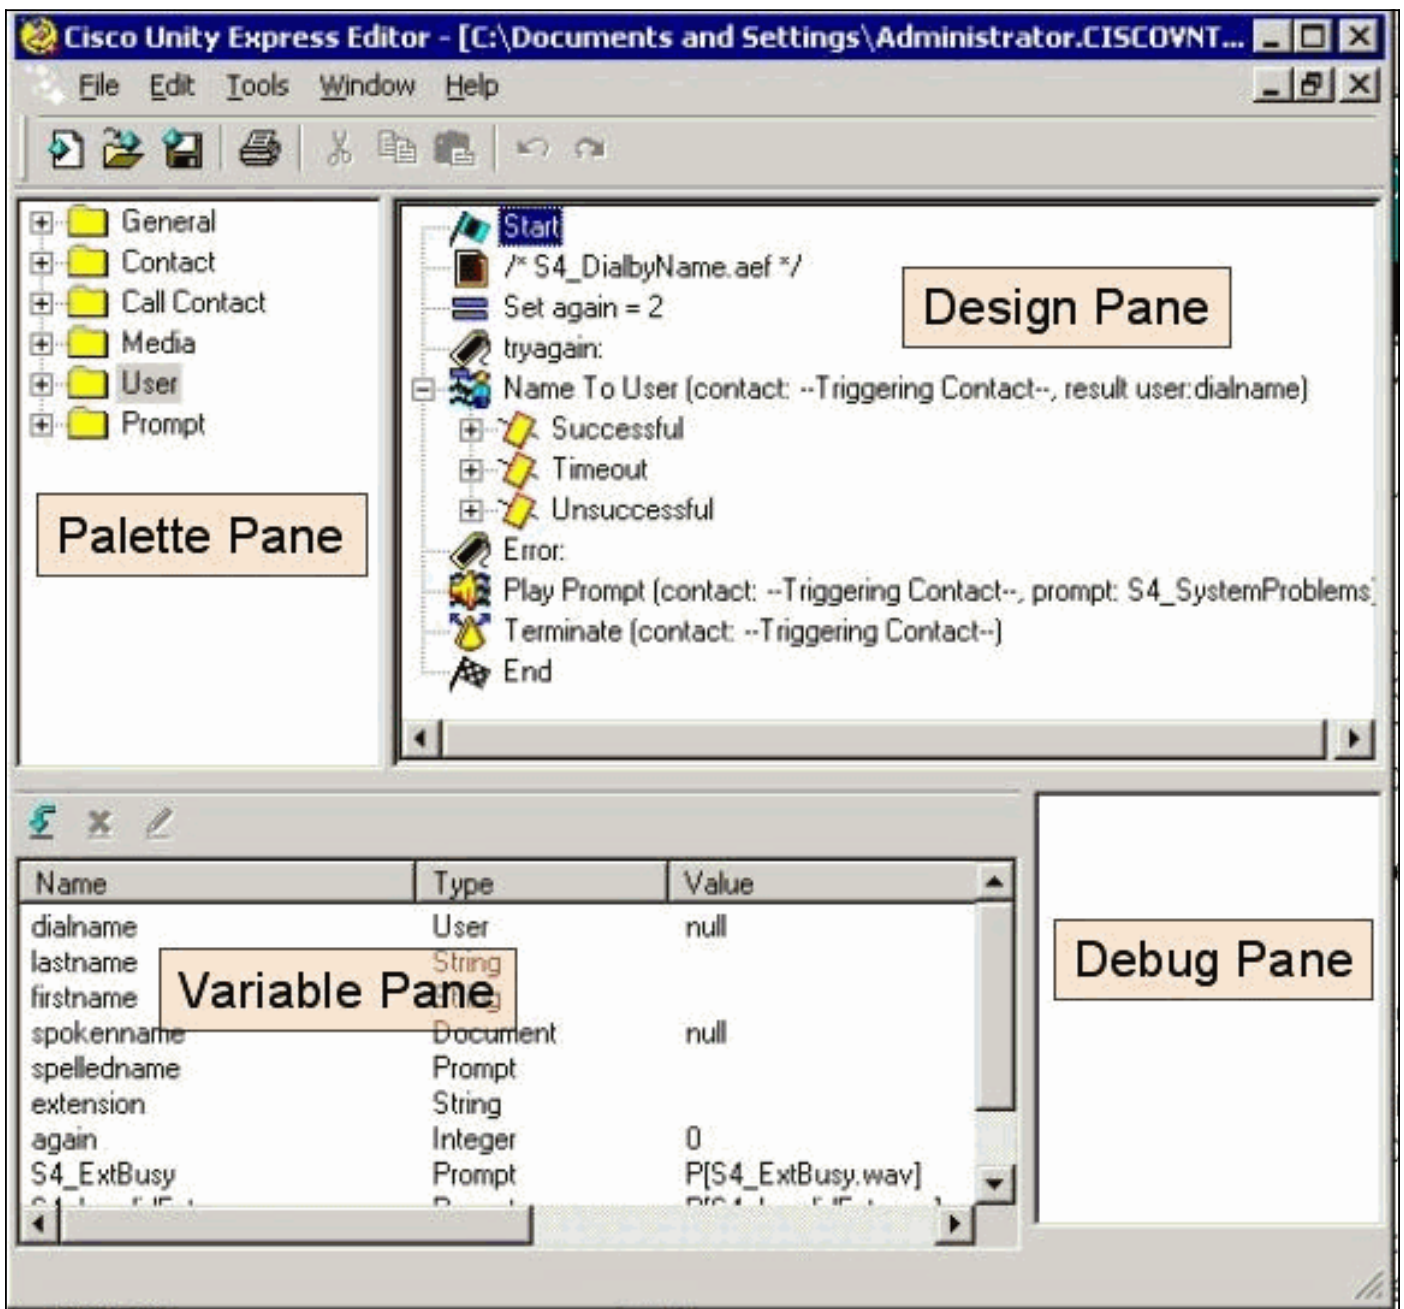 Cisco Unity Express Editor - [C:\Documents and Settings\Administrator.CISCOVNT...
File Edit Tools Window Help
General
Contact
Call Contact
Media
User
Prompt
Palette Pane
Start
/* S4_DialbyName.aef */
Set again = 2
tryagain:
Name To User (contact: --Triggering Contact--, result user:dialname)
Successful
Timeout
Unsuccessful
Error:
Play Prompt (contact: --Triggering Contact--, prompt: S4_SystemProblems)
Terminate (contact: --Triggering Contact--)
End
Design Pane
Name Type Value
dialname User null
lastname String
firstname String
spokenname Document null
spelledname Prompt
extension String
again Integer 0
S4_ExtBusy Prompt P[S4_ExtBusy.wav]
Variable Pane
Debug Pane